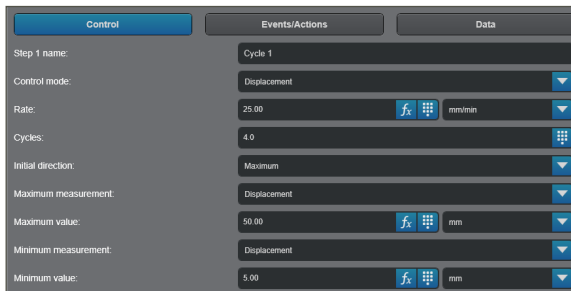 Control Events/Actions Data
Step 1 name: Cycle 1
Control mode: Displacement
Rate: 25.00 fx mm/min
Cycles: 4.0
Initial direction: Maximum
Maximum measurement: Displacement
Maximum value: 50.00 fx mm
Minimum measurement: Displacement
Minimum value: 5.00 fx mm